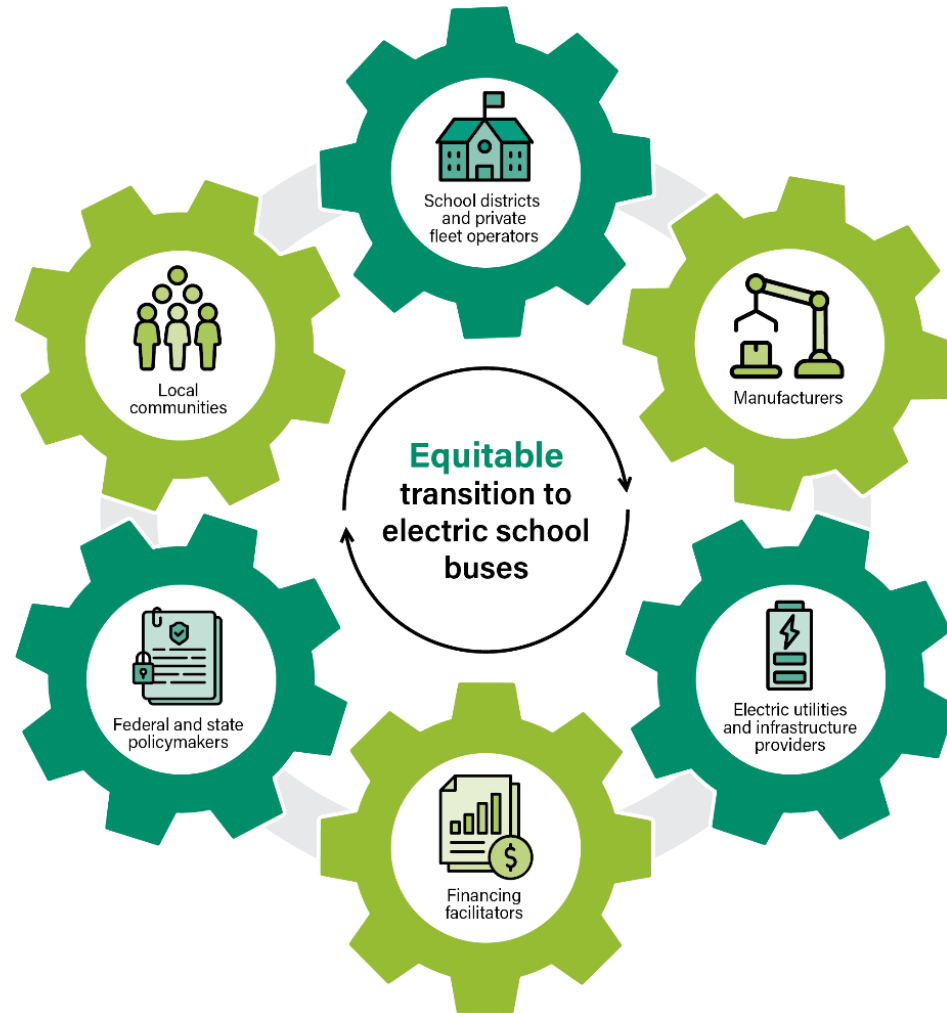 School districts
and private
fleet operators
Manufacturers
Electric utilities
and infrastructure
providers
Financing
facilitators
Federal and state
policymakers
Local
communities
Equitable
transition to
electric school
buses
$